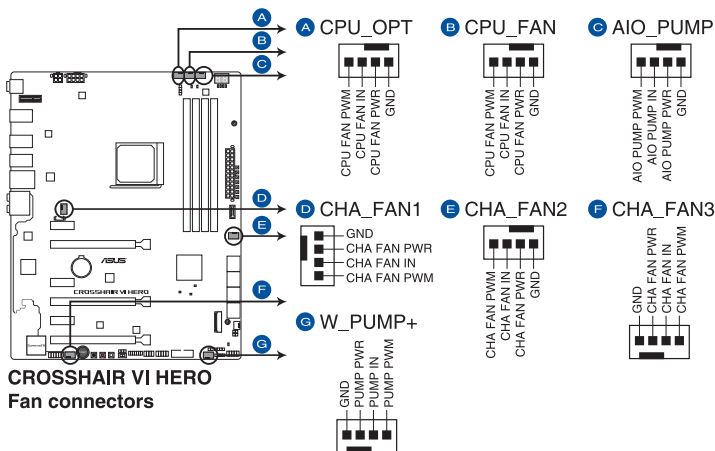 A
B
C
D
E
F
G
ASUS
CROSSHAIR VI HERO
CROSSHAIR VI HERO
Fan connectors
A CPU_OPT
CPU FAN PWM
CPU FAN IN
CPU FAN PWR
GND
B CPU_FAN
CPU FAN PWM
CPU FAN IN
CPU FAN PWR
GND
C AIO_PUMP
AIO PUMP PWM
AIO PUMP IN
AIO PUMP PWR
GND
D CHA_FAN1
GND
CHA FAN PWR
CHA FAN IN
CHA FAN PWM
E CHA_FAN2
CHA FAN PWM
CHA FAN IN
CHA FAN PWR
GND
F CHA_FAN3
GND
CHA FAN PWR
CHA FAN IN
CHA FAN PWM
G W_PUMP+
GND
PUMP PWR
PUMP IN
PUMP PWM